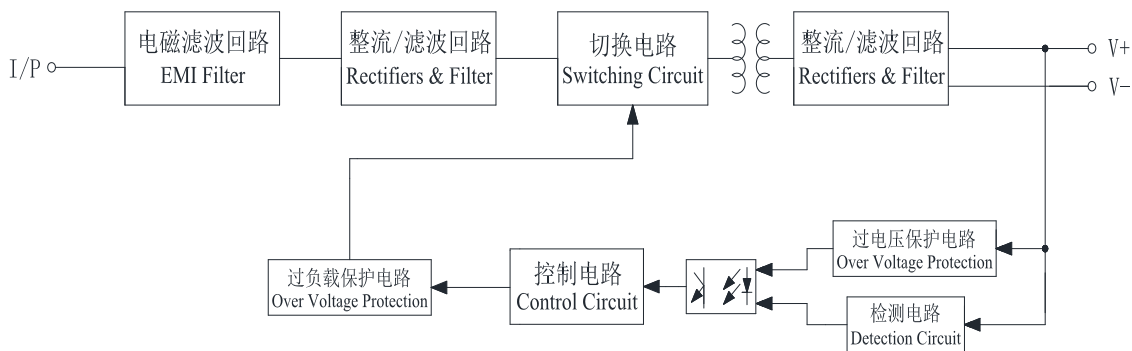 I/P
电磁滤波回路
EMI Filter
整流/滤波回路
Rectifiers & Filter
切换电路
Switching Circuit
整流/滤波回路
Rectifiers & Filter
V+
V-
过负载保护电路
Over Voltage Protection
控制电路
Control Circuit
过电压保护电路
Over Voltage Protection
检测电路
Detection Circuit